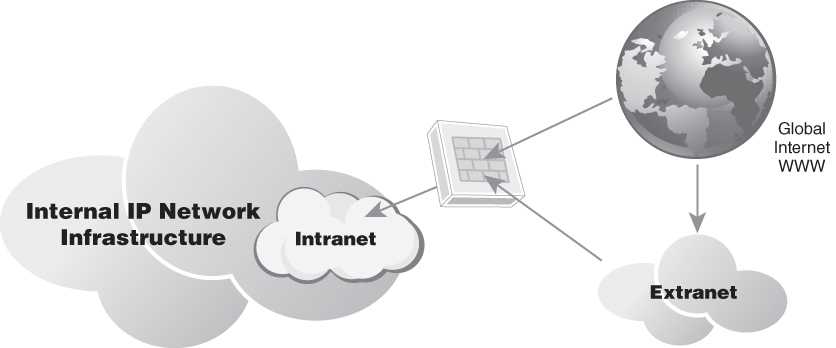 Global
Internet
WWW
Internal IP Network
Infrastructure
Intranet
Extranet